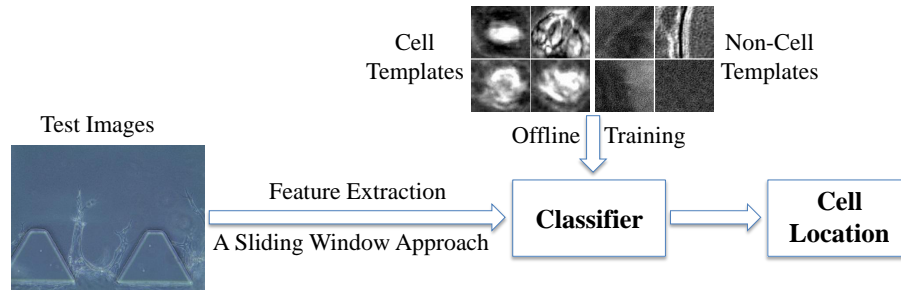 Cell
Templates
Non-Cell
Templates
Offline
Training
Test Images
Feature Extraction
A Sliding Window Approach
Classifier
Cell
Location